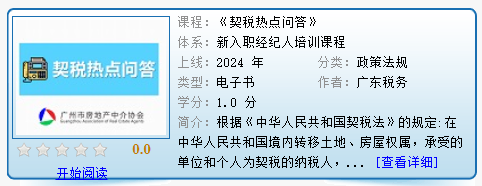 契税热点问答
广州市房地产中介协会
Guangzhou Association of Real Estate Agents
0.0
开始阅读
课程：《契税热点问答》
体系：新入职经纪人培训课程
上线：2024 年 分类：政策法规
类型：电子书 作者：广东税务
学分：1.0 分
简介：根据《中华人民共和国契税法》的规定:在
中华人民共和国境内转移土地、房屋权属，承受的
单位和个人为契税的纳税人，... [查看详细]